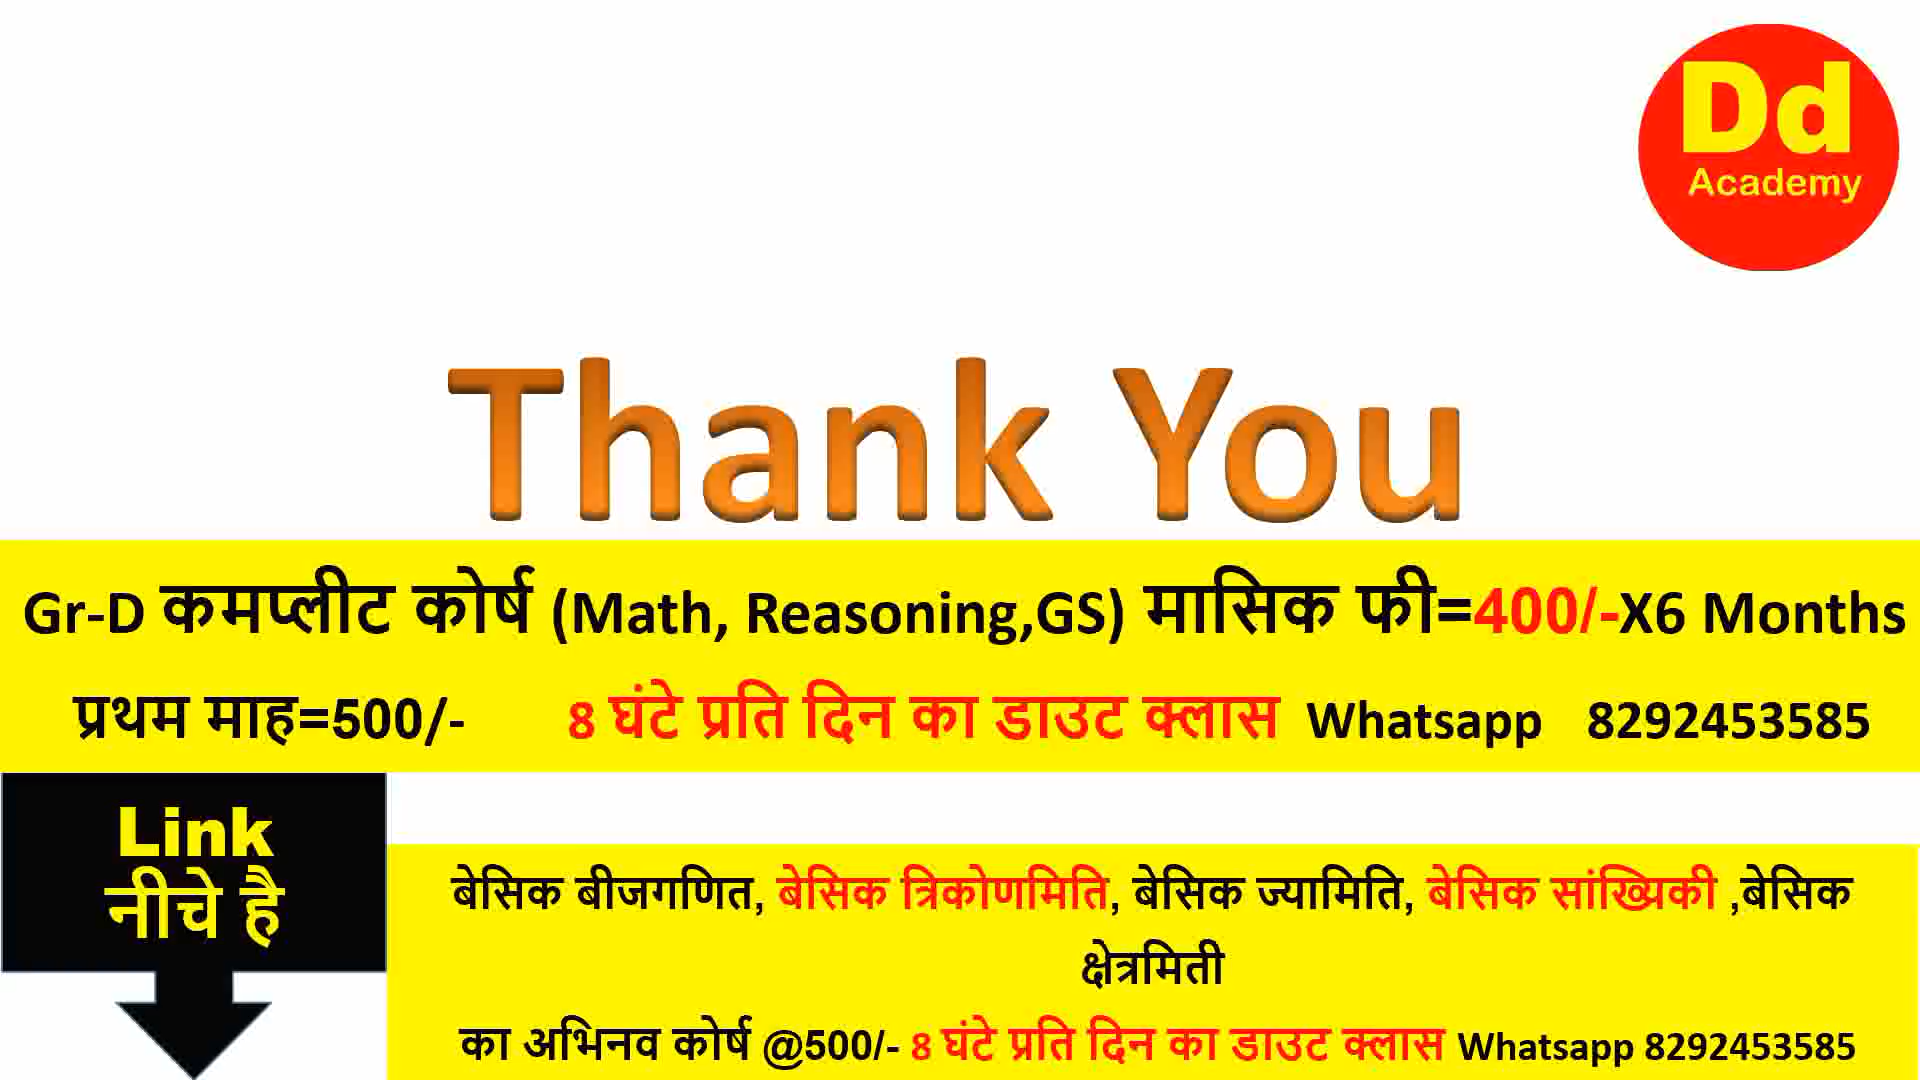 Dd
Academy
Thank You
Gr-D कमप्लीट कोर्ष (Math, Reasoning,GS) मासिक फी=400/-X6 Months
प्रथम माह=500/- 8 घंटे प्रति दिन का डाउट क्लास Whatsapp 8292453585
Link
नीचे है
बेसिक बीजगणित, बेसिक त्रिकोणमिति, बेसिक ज्यामिति, बेसिक सांख्यिकी ,बेसिक
क्षेत्रमिती
का अभिनव कोर्ष @500/- 8 घंटे प्रति दिन का डाउट क्लास Whatsapp 8292453585